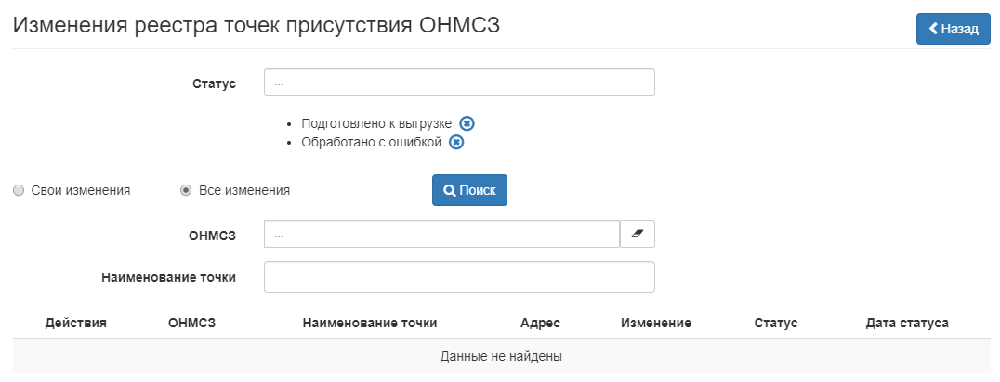 Изменения реестра точек присутствия ОНМСЗ
Назад
Статус ...
Подготовлено к выгрузке
Обработано с ошибкой
Свои изменения Все изменения Поиск
ОНМСЗ ...
Наименование точки
Действия ОНМСЗ Наименование точки Адрес Изменение Статус Дата статуса
Данные не найдены